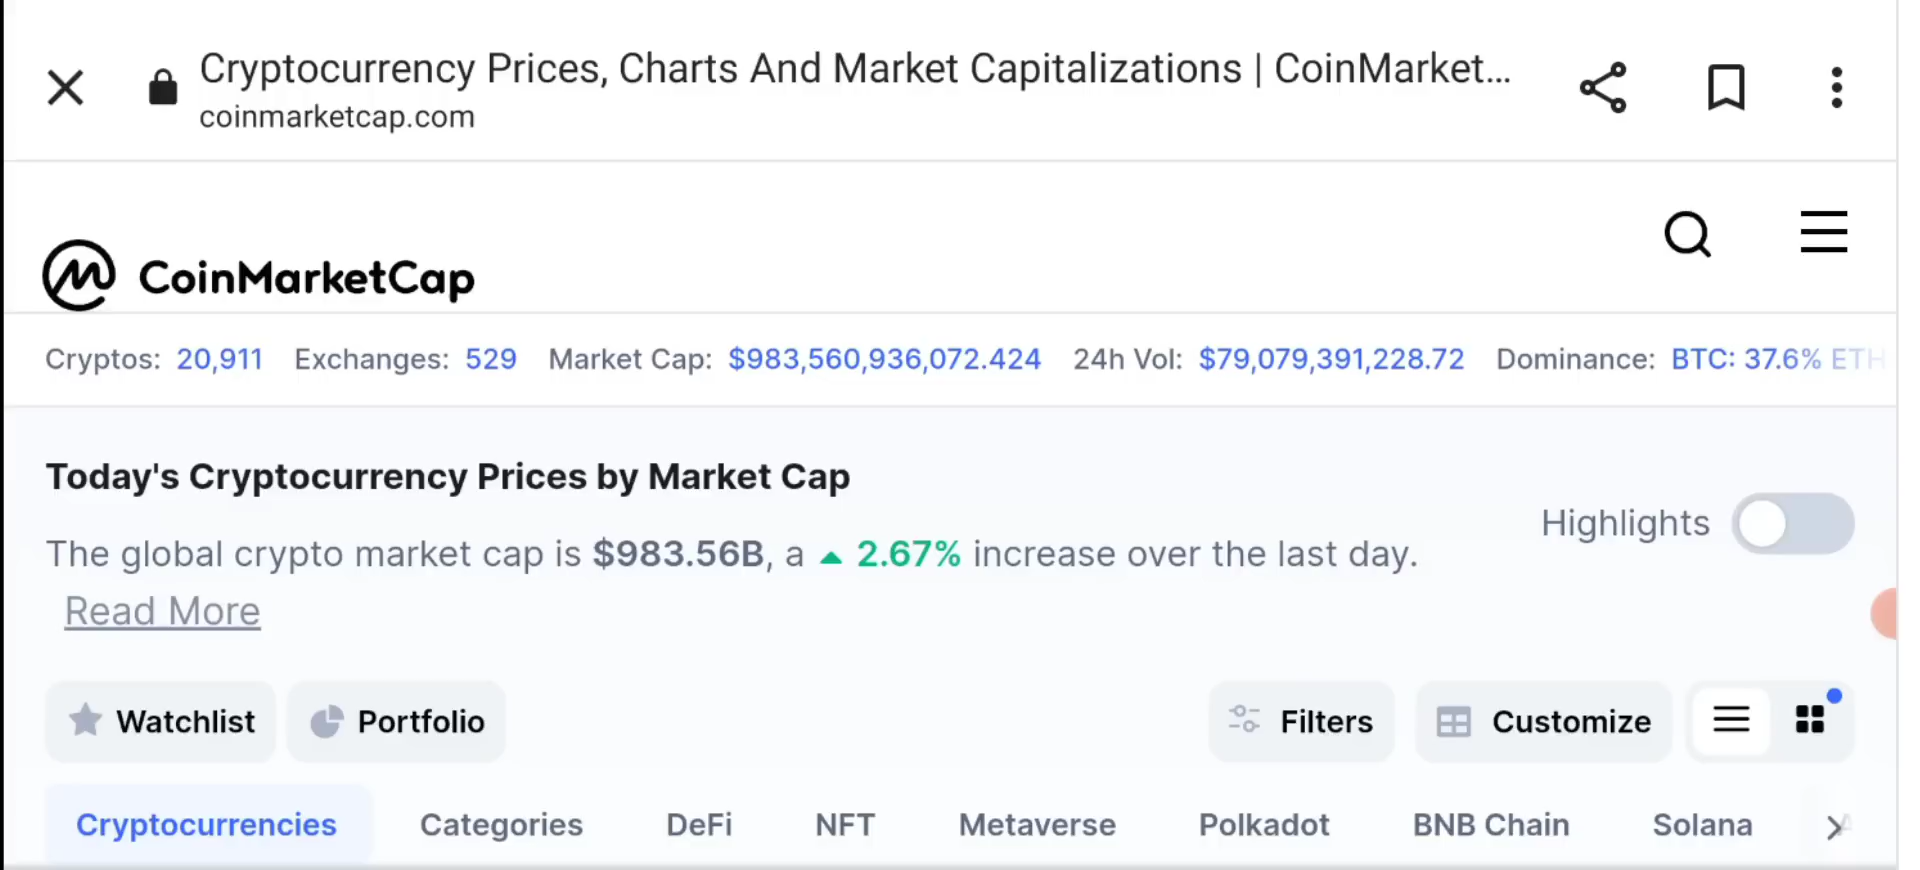 Cryptocurrency Prices, Charts And Market Capitalizations | CoinMarket...
coinmarketcap.com
CoinMarketCap
Cryptos: 20,911 Exchanges: 529 Market Cap: $983,560,936,072.424 24h Vol: $79,079,391,228.72 Dominance: BTC: 37.6% ETH
Today's Cryptocurrency Prices by Market Cap
The global crypto market cap is $983.56B, a ▲ 2.67% increase over the last day.
Read More
Highlights
Watchlist Portfolio Filters Customize
Cryptocurrencies Categories DeFi NFT Metaverse Polkadot BNB Chain Solana